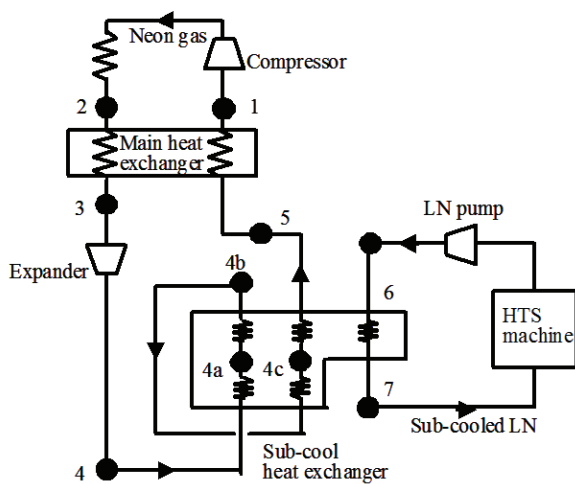 Neon gas
Compressor
2
1
Main heat
exchanger
3
5
LN pump
Expander
4b
6
HTS
machine
4a
4c
7
Sub-cooled LN
Sub-cool
heat exchanger
4